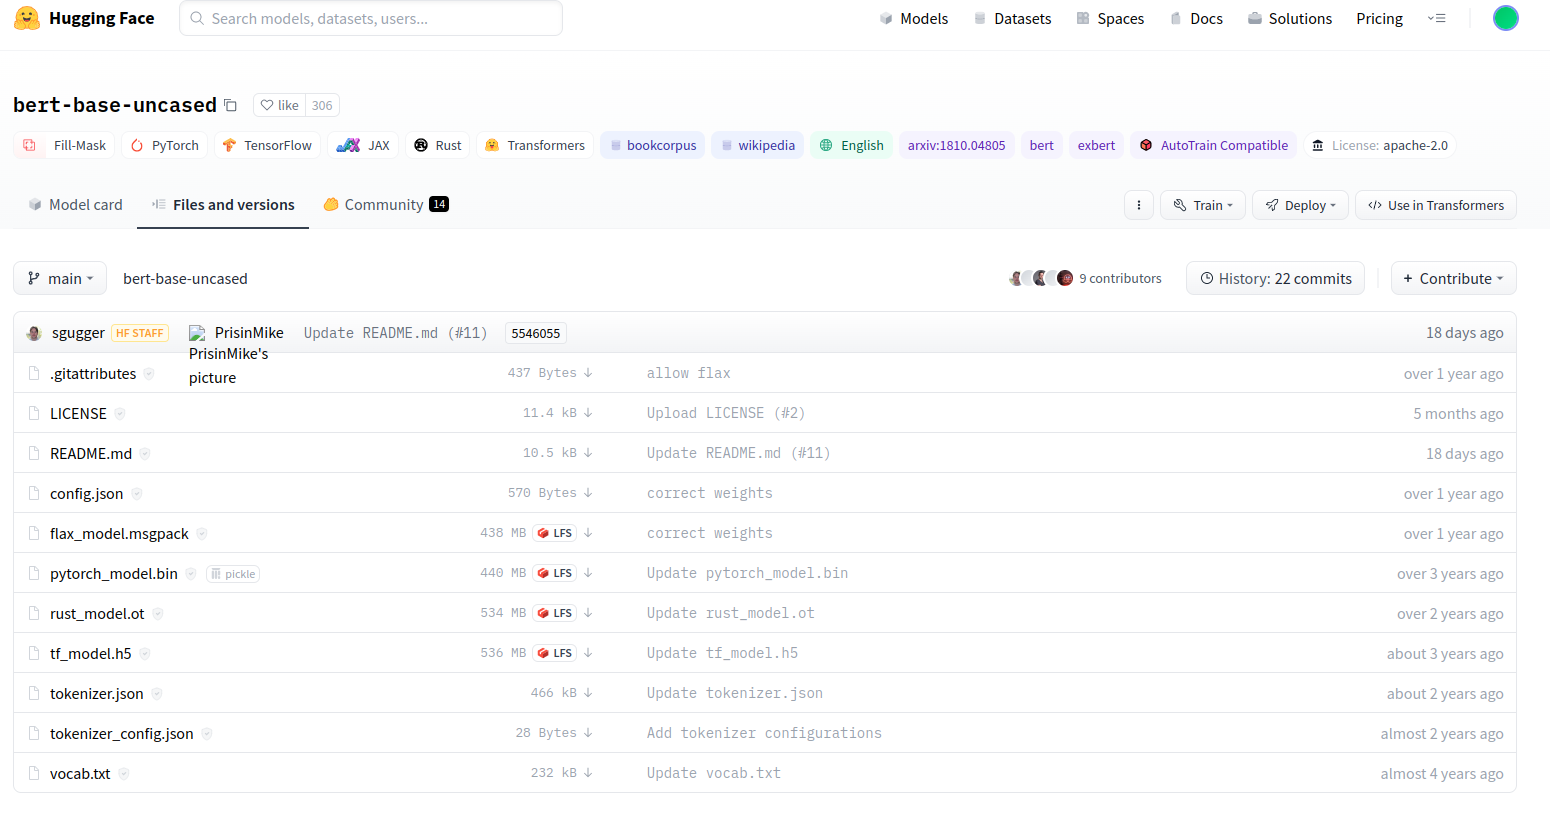 Hugging Face Search models, datasets, users... Models Datasets Spaces Docs Solutions Pricing
bert-base-uncased like 306
Fill-Mask PyTorch TensorFlow JAX Rust Transformers bookcorpus wikipedia English arxiv:1810.04805 bert exbert AutoTrain Compatible License: apache-2.0
Model card Files and versions Community 14 Train Deploy </> Use in Transformers
main bert-base-uncased 9 contributors History: 22 commits + Contribute
sgugger HF STAFF PrisinMike Update README.md (#11) 5546055 18 days ago
PrisinMike's
picture
.gitattributes 437 Bytes ↓ allow flax over 1 year ago
LICENSE 11.4 kB ↓ Upload LICENSE (#2) 5 months ago
README.md 10.5 kB ↓ Update README.md (#11) 18 days ago
config.json 570 Bytes ↓ correct weights over 1 year ago
flax_model.msgpack 438 MB LFS ↓ correct weights over 1 year ago
pytorch_model.bin pickle 440 MB LFS ↓ Update pytorch_model.bin over 3 years ago
rust_model.ot 534 MB LFS ↓ Update rust_model.ot over 2 years ago
tf_model.h5 536 MB LFS ↓ Update tf_model.h5 about 3 years ago
tokenizer.json 466 kB ↓ Update tokenizer.json about 2 years ago
tokenizer_config.json 28 Bytes ↓ Add tokenizer configurations almost 2 years ago
vocab.txt 232 kB ↓ Update vocab.txt almost 4 years ago